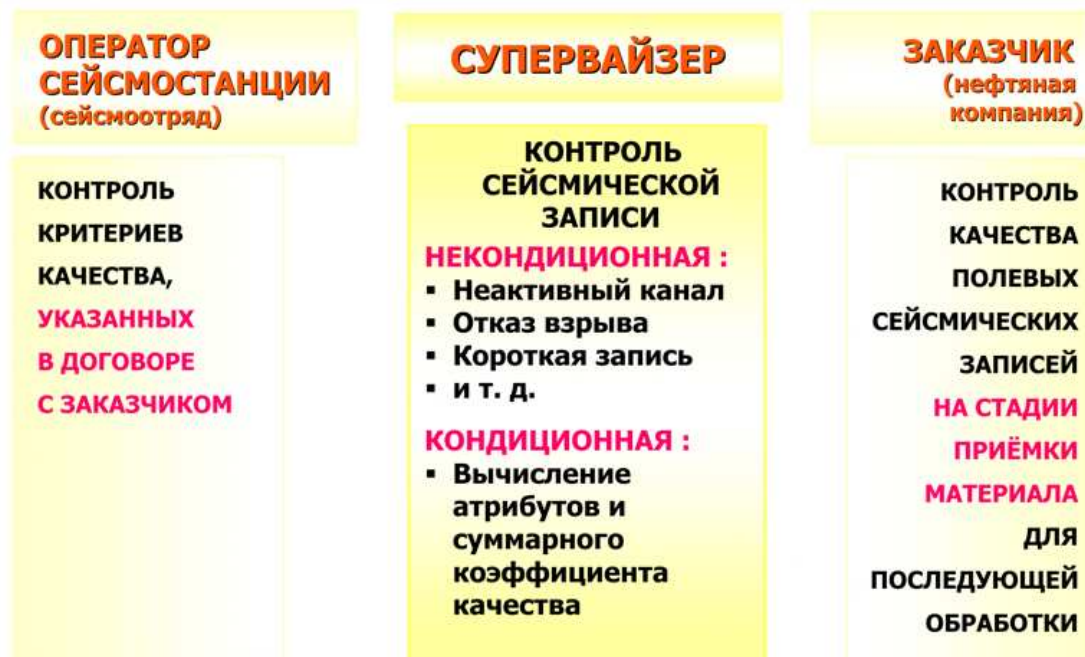 ОПЕРАТОР
СЕЙСМОСТАНЦИИ
(сейсмоотряд)
КОНТРОЛЬ
КРИТЕРИЕВ
КАЧЕСТВА,
УКАЗАННЫХ
В ДОГОВОРЕ
С ЗАКАЗЧИКОМ
СУПЕРВАЙЗЕР
КОНТРОЛЬ
СЕЙСМИЧЕСКОЙ
ЗАПИСИ
НЕКОНДИЦИОННАЯ :
▪ Неактивный канал
▪ Отказ взрыва
▪ Короткая запись
▪ и т. д.
КОНДИЦИОННАЯ :
▪ Вычисление
атрибутов и
суммарного
коэффициента
качества
ЗАКАЗЧИК
(нефтяная
компания)
КОНТРОЛЬ
КАЧЕСТВА
ПОЛЕВЫХ
СЕЙСМИЧЕСКИХ
ЗАПИСЕЙ
НА СТАДИИ
ПРИЁМКИ
МАТЕРИАЛА
ДЛЯ
ПОСЛЕДУЮЩЕЙ
ОБРАБОТКИ